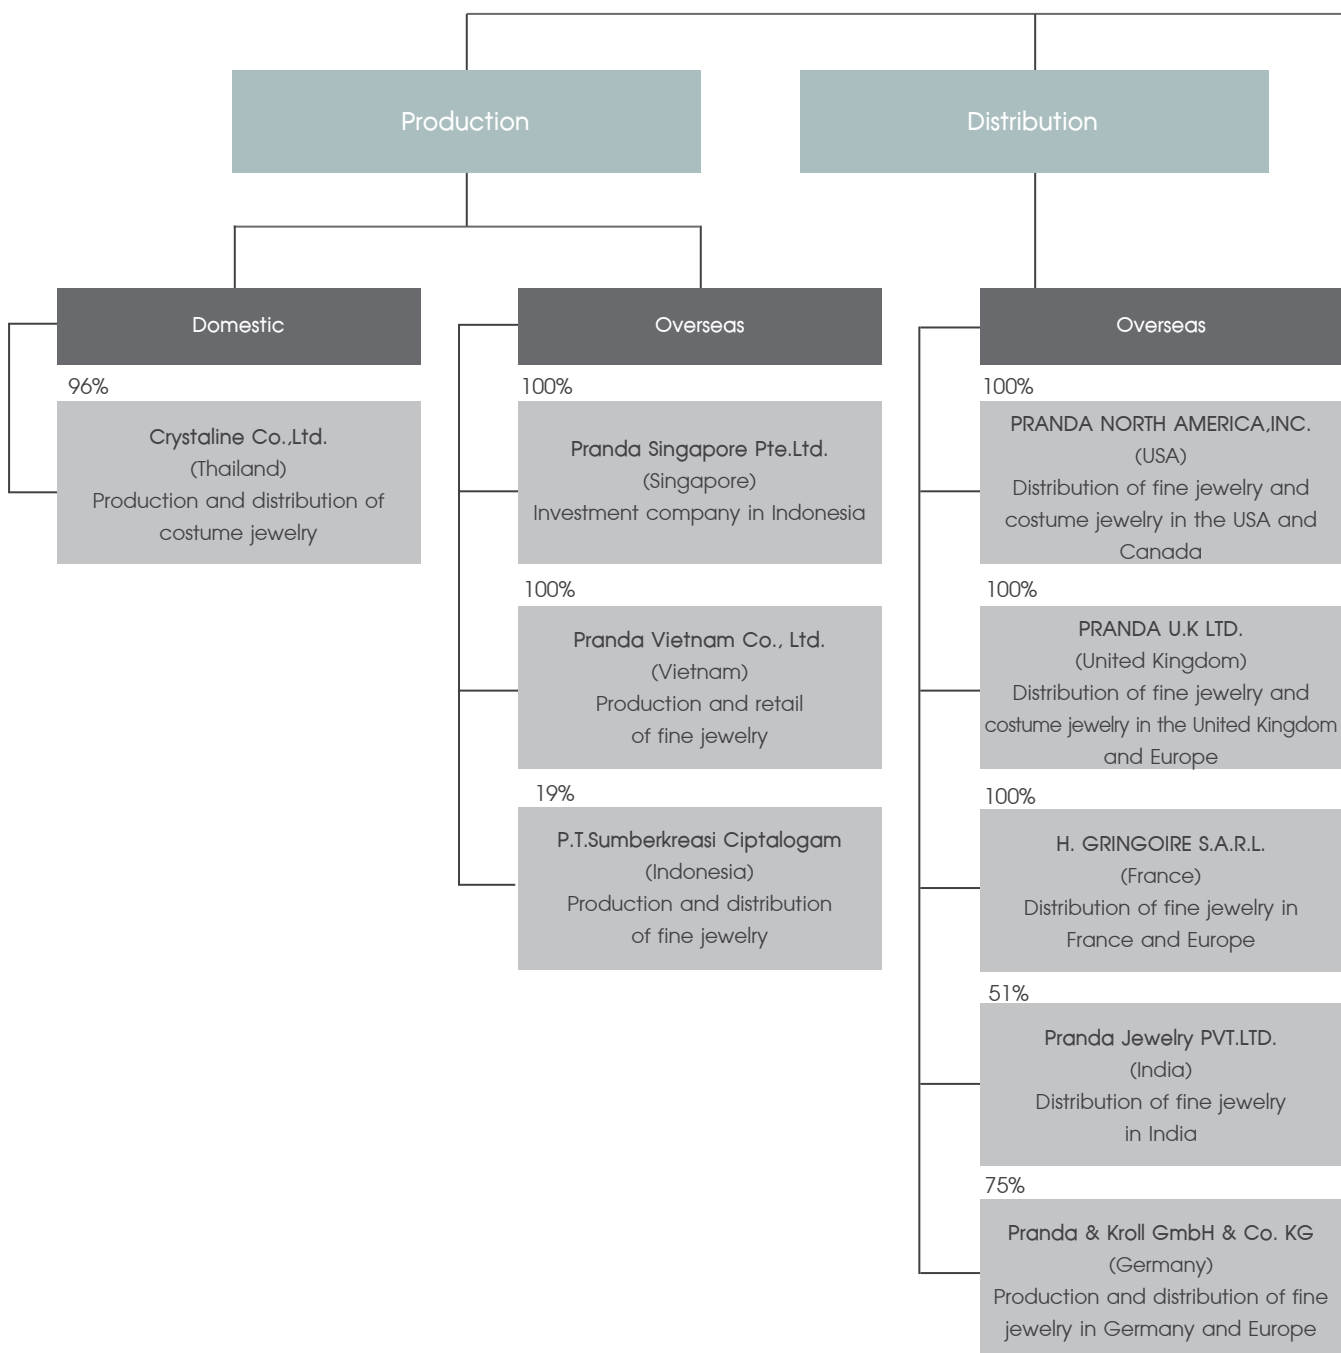 Production
Distribution
Domestic
96%
Crystaline Co.,Ltd.
(Thailand)
Production and distribution of
costume jewelry
Overseas
100%
Pranda Singapore Pte.Ltd.
(Singapore)
Investment company in Indonesia
100%
Pranda Vietnam Co., Ltd.
(Vietnam)
Production and retail
of fine jewelry
19%
P.T.Sumberkreasi Ciptalogam
(Indonesia)
Production and distribution
of fine jewelry
Overseas
100%
PRANDA NORTH AMERICA,INC.
(USA)
Distribution of fine jewelry and
costume jewelry in the USA and
Canada
100%
PRANDA U.K LTD.
(United Kingdom)
Distribution of fine jewelry and
costume jewelry in the United Kingdom
and Europe
100%
H. GRINGOIRE S.A.R.L.
(France)
Distribution of fine jewelry in
France and Europe
51%
Pranda Jewelry PVT.LTD.
(India)
Distribution of fine jewelry
in India
75%
Pranda & Kroll GmbH & Co. KG
(Germany)
Production and distribution of fine
jewelry in Germany and Europe